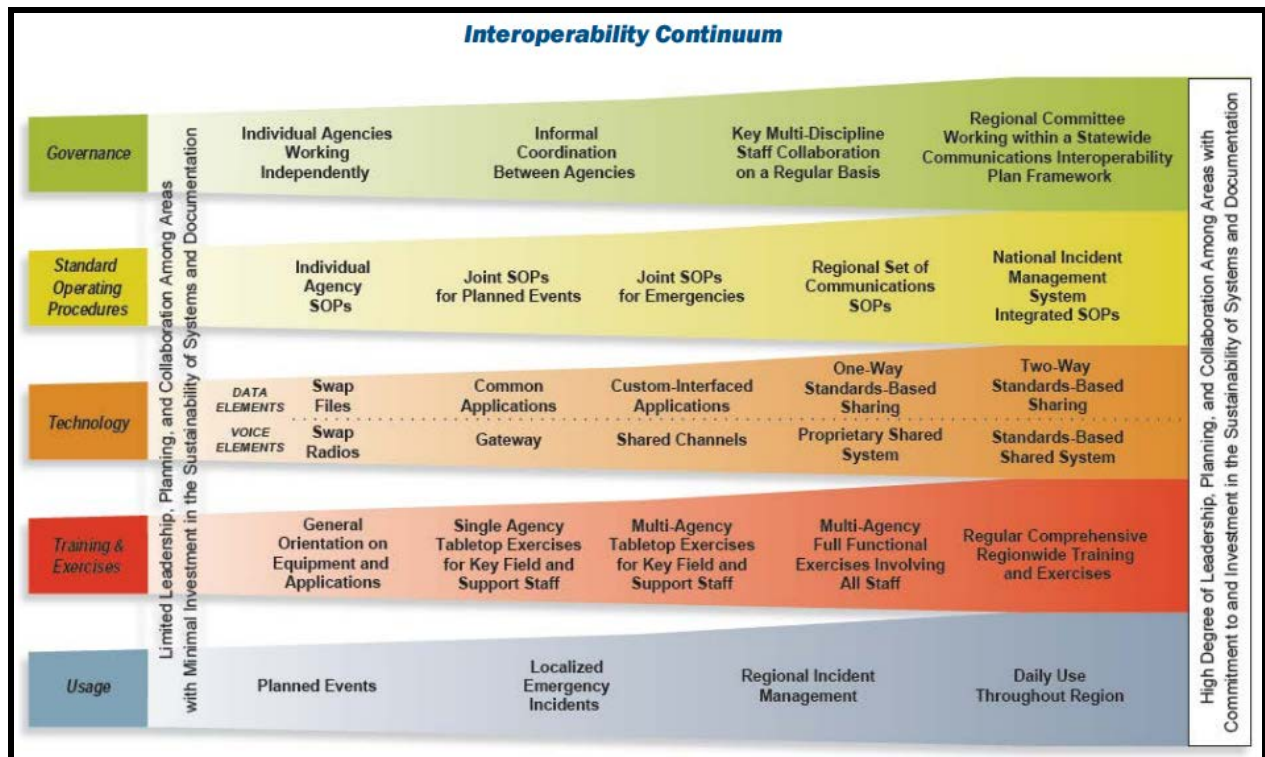 Interoperability Continuum
Limited Leadership, Planning, and Collaboration Among Areas
with Minimal Investment in the Sustainability of Systems and Documentation
Governance
Individual Agencies
Working
Independently
Informal
Coordination
Between Agencies
Key Multi-Discipline
Staff Collaboration
on a Regular Basis
Regional Committee
Working within a Statewide
Communications Interoperability
Plan Framework
Standard
Operating
Procedures
Individual
Agency
SOPs
Joint SOPs
for Planned Events
Joint SOPs
for Emergencies
Regional Set of
Communications
SOPs
National Incident
Management
System
Integrated SOPs
Technology
DATA
ELEMENTS
Swap
Files
Common
Applications
Custom-Interfaced
Applications
One-Way
Standards-Based
Sharing
Two-Way
Standards-Based
Sharing
VOICE
ELEMENTS
Swap
Radios
Gateway
Shared Channels
Proprietary Shared
System
Standards-Based
Shared System
Training &
Exercises
General
Orientation on
Equipment and
Applications
Single Agency
Tabletop Exercises
for Key Field and
Support Staff
Multi-Agency
Tabletop Exercises
for Key Field and
Support Staff
Multi-Agency
Full Functional
Exercises Involving
All Staff
Regular Comprehensive
Regionwide Training
and Exercises
Usage
Planned Events
Localized
Emergency
Incidents
Regional Incident
Management
Daily Use
Throughout Region
High Degree of Leadership, Planning, and Collaboration Among Areas with
Commitment to and Investment in the Sustainability of Systems and Documentation